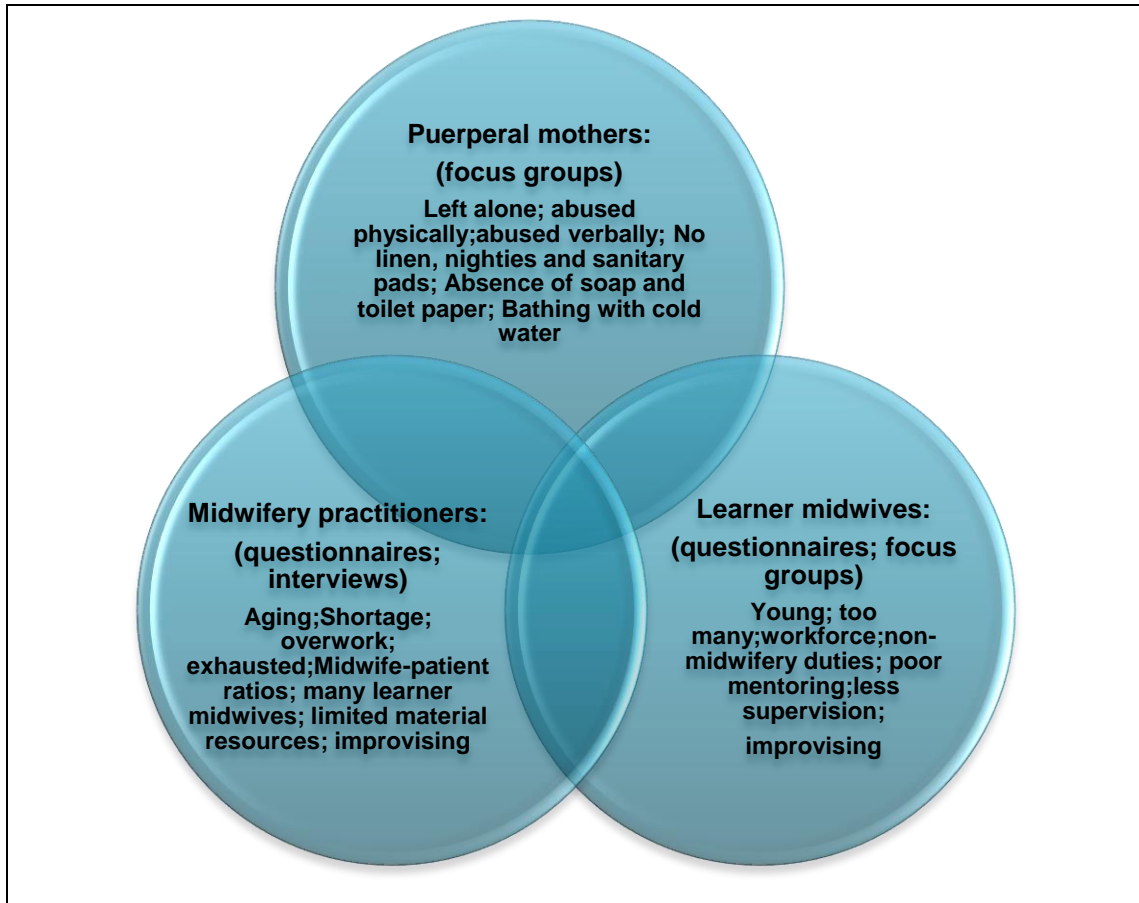 Puerperal mothers:
(focus groups)
Left alone; abused
physically;abused verbally; No
linen, nighties and sanitary
pads; Absence of soap and
toilet paper; Bathing with cold
water
Midwifery practitioners:
(questionnaires;
interviews)
Aging;Shortage;
overwork;
exhausted;Midwife-patient
ratios; many learner
midwives; limited material
resources; improvising
Learner midwives:
(questionnaires; focus
groups)
Young; too
many;workforce;non-
midwifery duties; poor
mentoring;less
supervision;
improvising